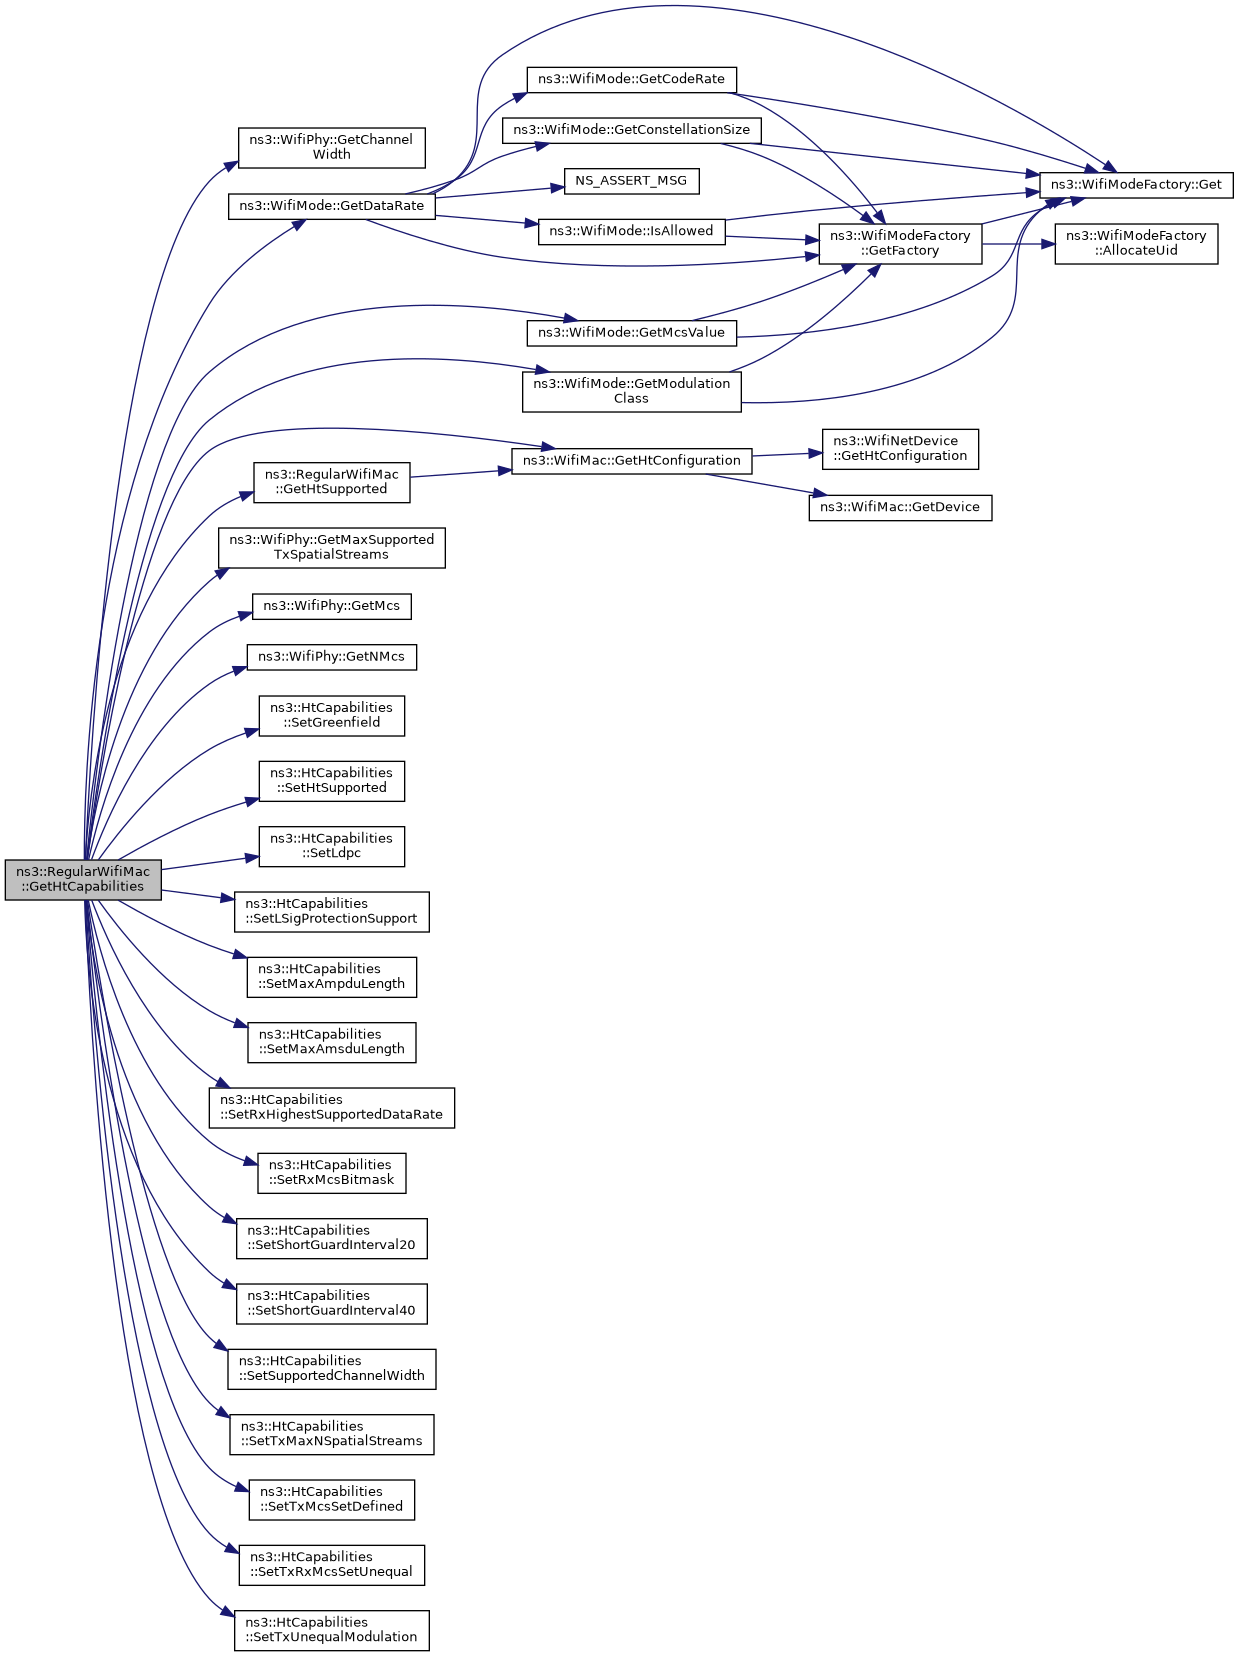 ns3::WifiMode::GetCodeRate
ns3::WifiMode::GetConstellationSize
ns3::WifiPhy::GetChannel
Width
NS_ASSERT_MSG
ns3::WifiModeFactory::Get
ns3::WifiMode::GetDataRate
ns3::WifiMode::IsAllowed
ns3::WifiModeFactory
::GetFactory
ns3::WifiModeFactory
::AllocateUid
ns3::WifiMode::GetMcsValue
ns3::WifiMode::GetModulation
Class
ns3::WifiNetDevice
::GetHtConfiguration
ns3::WifiMac::GetHtConfiguration
ns3::RegularWifiMac
::GetHtSupported
ns3::WifiMac::GetDevice
ns3::WifiPhy::GetMaxSupported
TxSpatialStreams
ns3::WifiPhy::GetMcs
ns3::WifiPhy::GetNMcs
ns3::HtCapabilities
::SetGreenfield
ns3::HtCapabilities
::SetHtSupported
ns3::HtCapabilities
::SetLdpc
ns3::RegularWifiMac
::GetHtCapabilities
ns3::HtCapabilities
::SetLSigProtectionSupport
ns3::HtCapabilities
::SetMaxAmpduLength
ns3::HtCapabilities
::SetMaxAmsduLength
ns3::HtCapabilities
::SetRxHighestSupportedDataRate
ns3::HtCapabilities
::SetRxMcsBitmask
ns3::HtCapabilities
::SetShortGuardInterval20
ns3::HtCapabilities
::SetShortGuardInterval40
ns3::HtCapabilities
::SetSupportedChannelWidth
ns3::HtCapabilities
::SetTxMaxNSpatialStreams
ns3::HtCapabilities
::SetTxMcsSetDefined
ns3::HtCapabilities
::SetTxRxMcsSetUnequal
ns3::HtCapabilities
::SetTxUnequalModulation